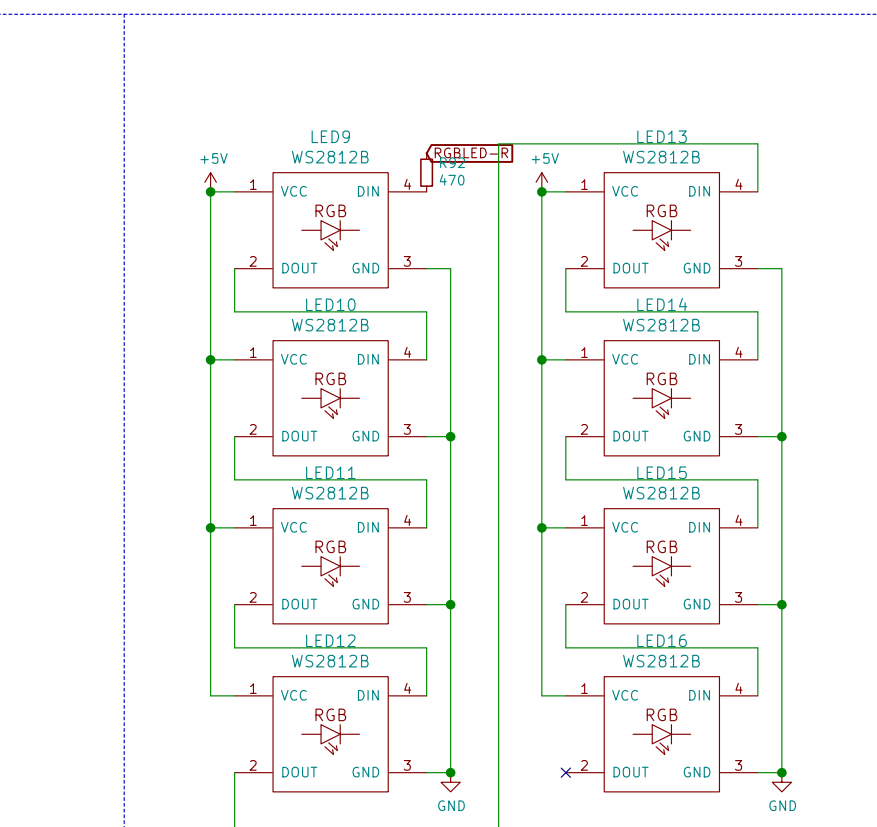 LED9
WS2812B
+5V
RGBLED-R
R92
470
1
VCC
DIN
4
RGB
2
DOUT
GND
3
LED10
WS2812B
1
VCC
DIN
4
RGB
2
DOUT
GND
3
LED11
WS2812B
1
VCC
DIN
4
RGB
2
DOUT
GND
3
LED12
WS2812B
1
VCC
DIN
4
RGB
2
DOUT
GND
3
GND
LED13
WS2812B
+5V
1
VCC
DIN
4
RGB
2
DOUT
GND
3
LED14
WS2812B
1
VCC
DIN
4
RGB
2
DOUT
GND
3
LED15
WS2812B
1
VCC
DIN
4
RGB
2
DOUT
GND
3
LED16
WS2812B
1
VCC
DIN
4
RGB
2
DOUT
GND
3
GND